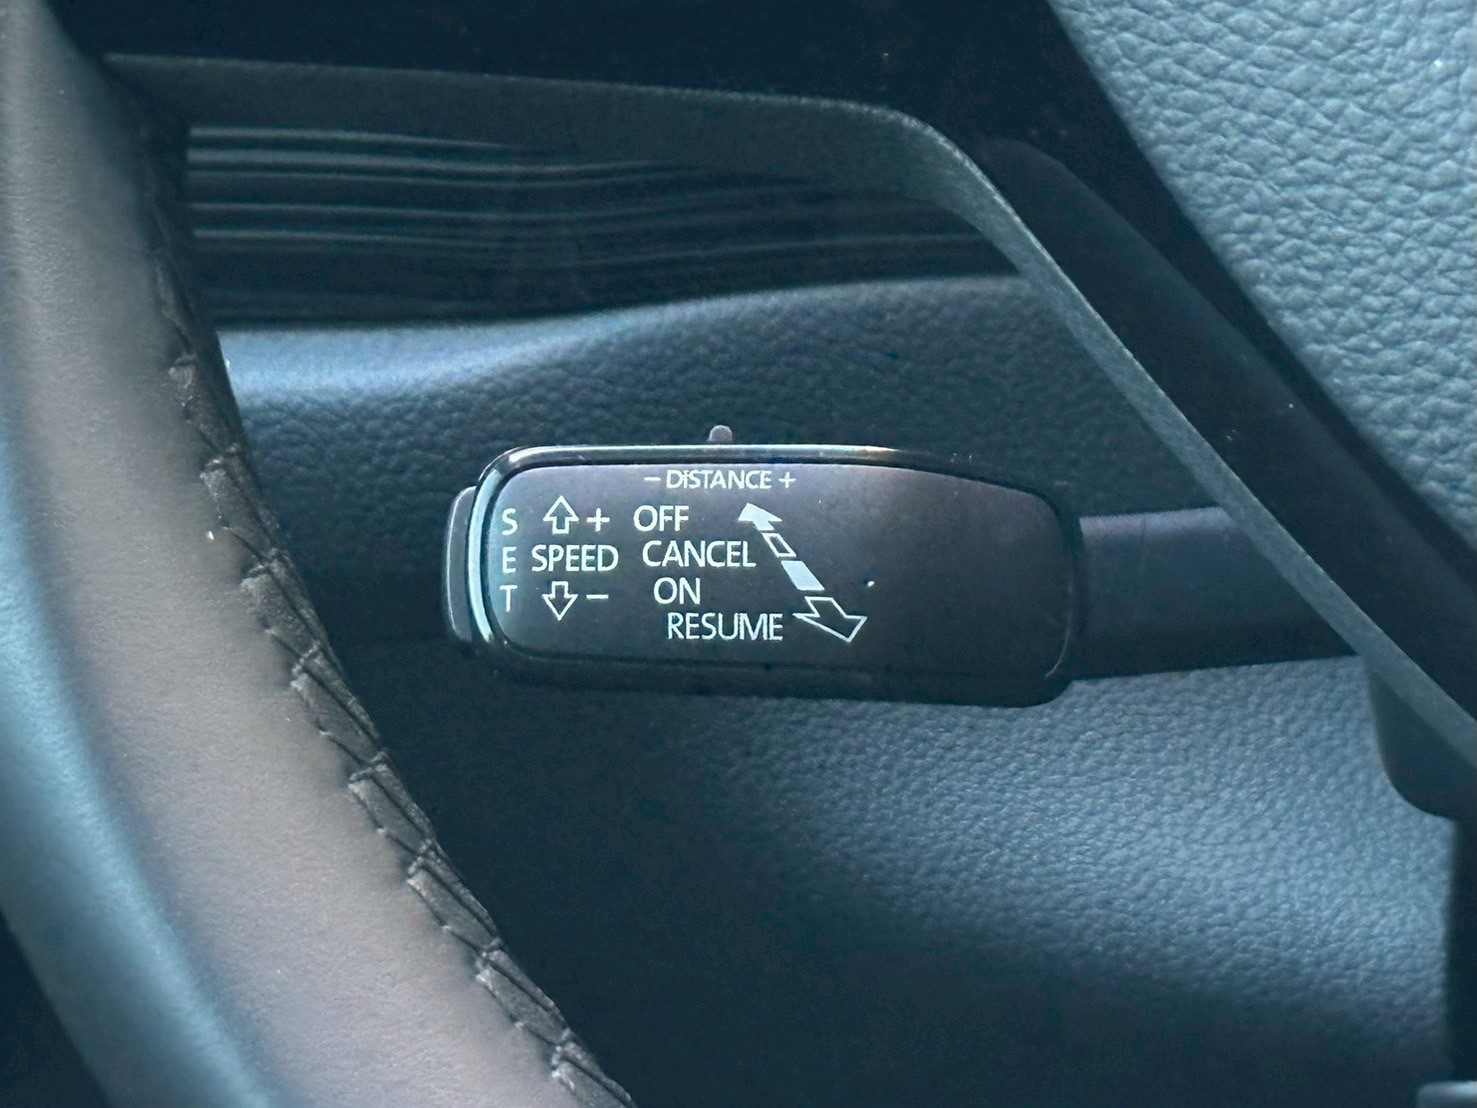 - DISTANCE +
S
E
T
+
SPEED
-
OFF
CANCEL
ON
RESUME